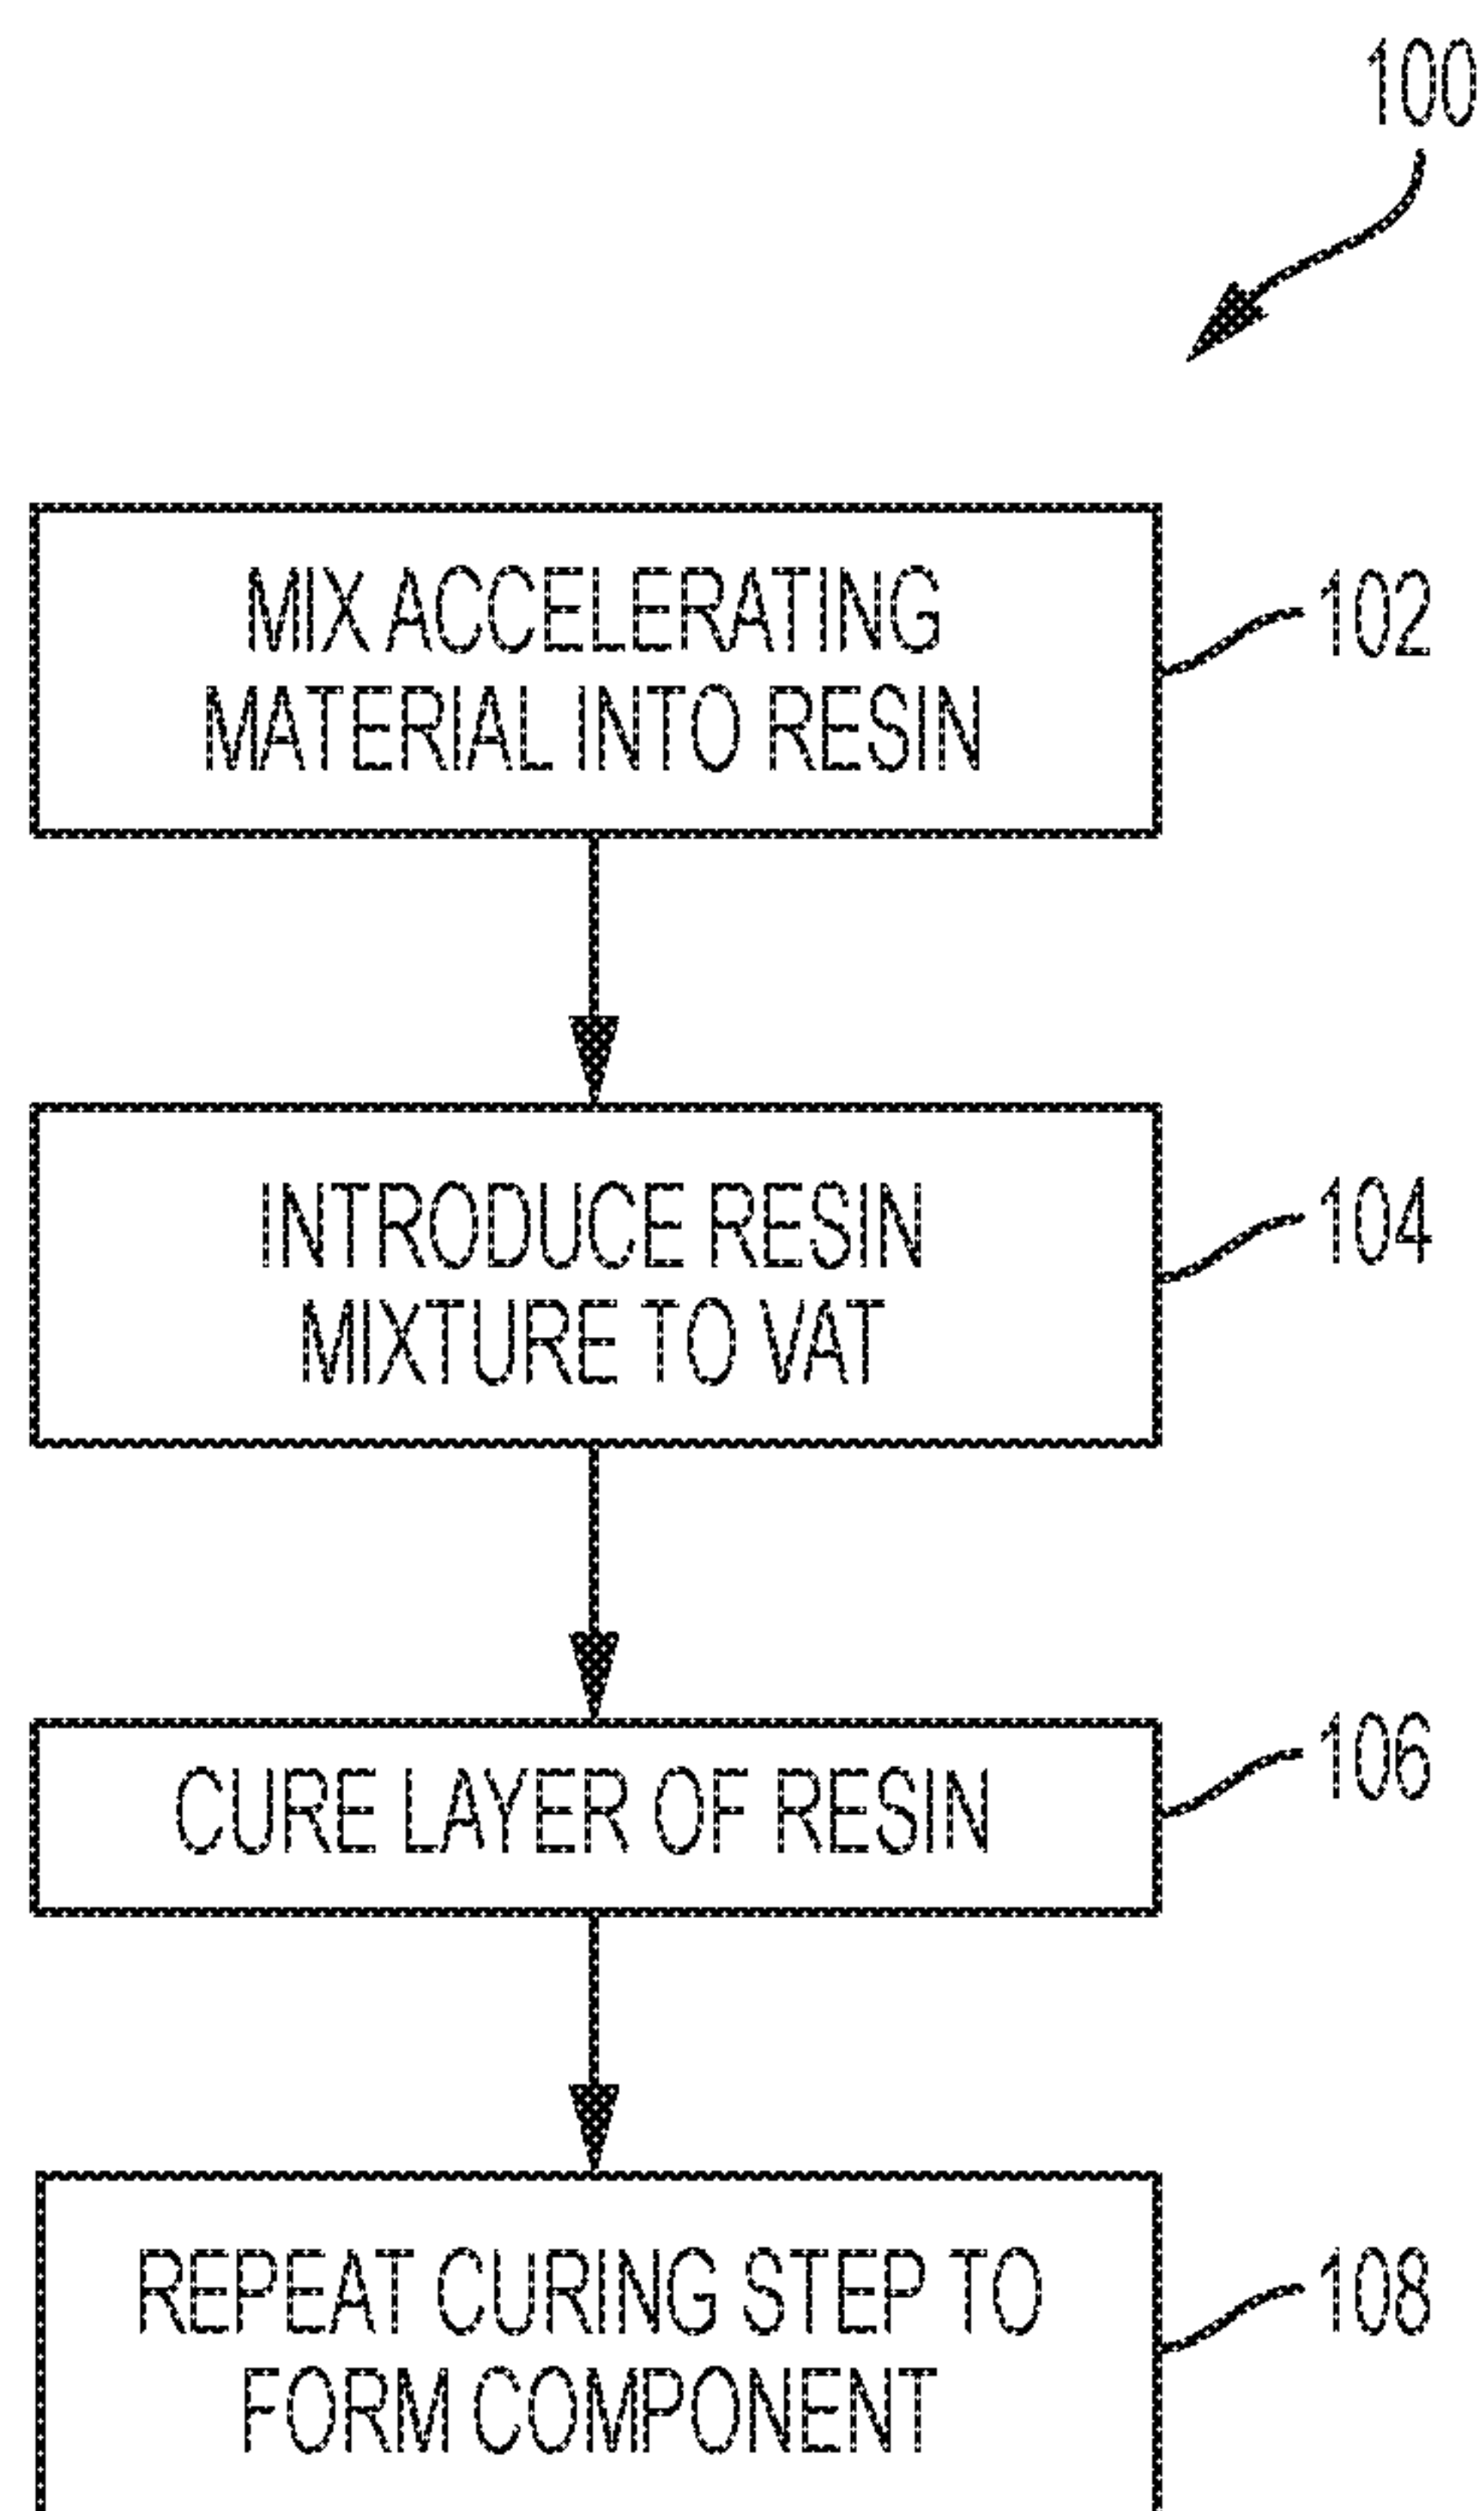 100
MIX ACCELERATING
MATERIAL INTO RESIN
102
INTRODUCE RESIN
MIXTURE TO VAT
104
CURE LAYER OF RESIN
106
REPEAT CURING STEP TO
FORM COMPONENT
108